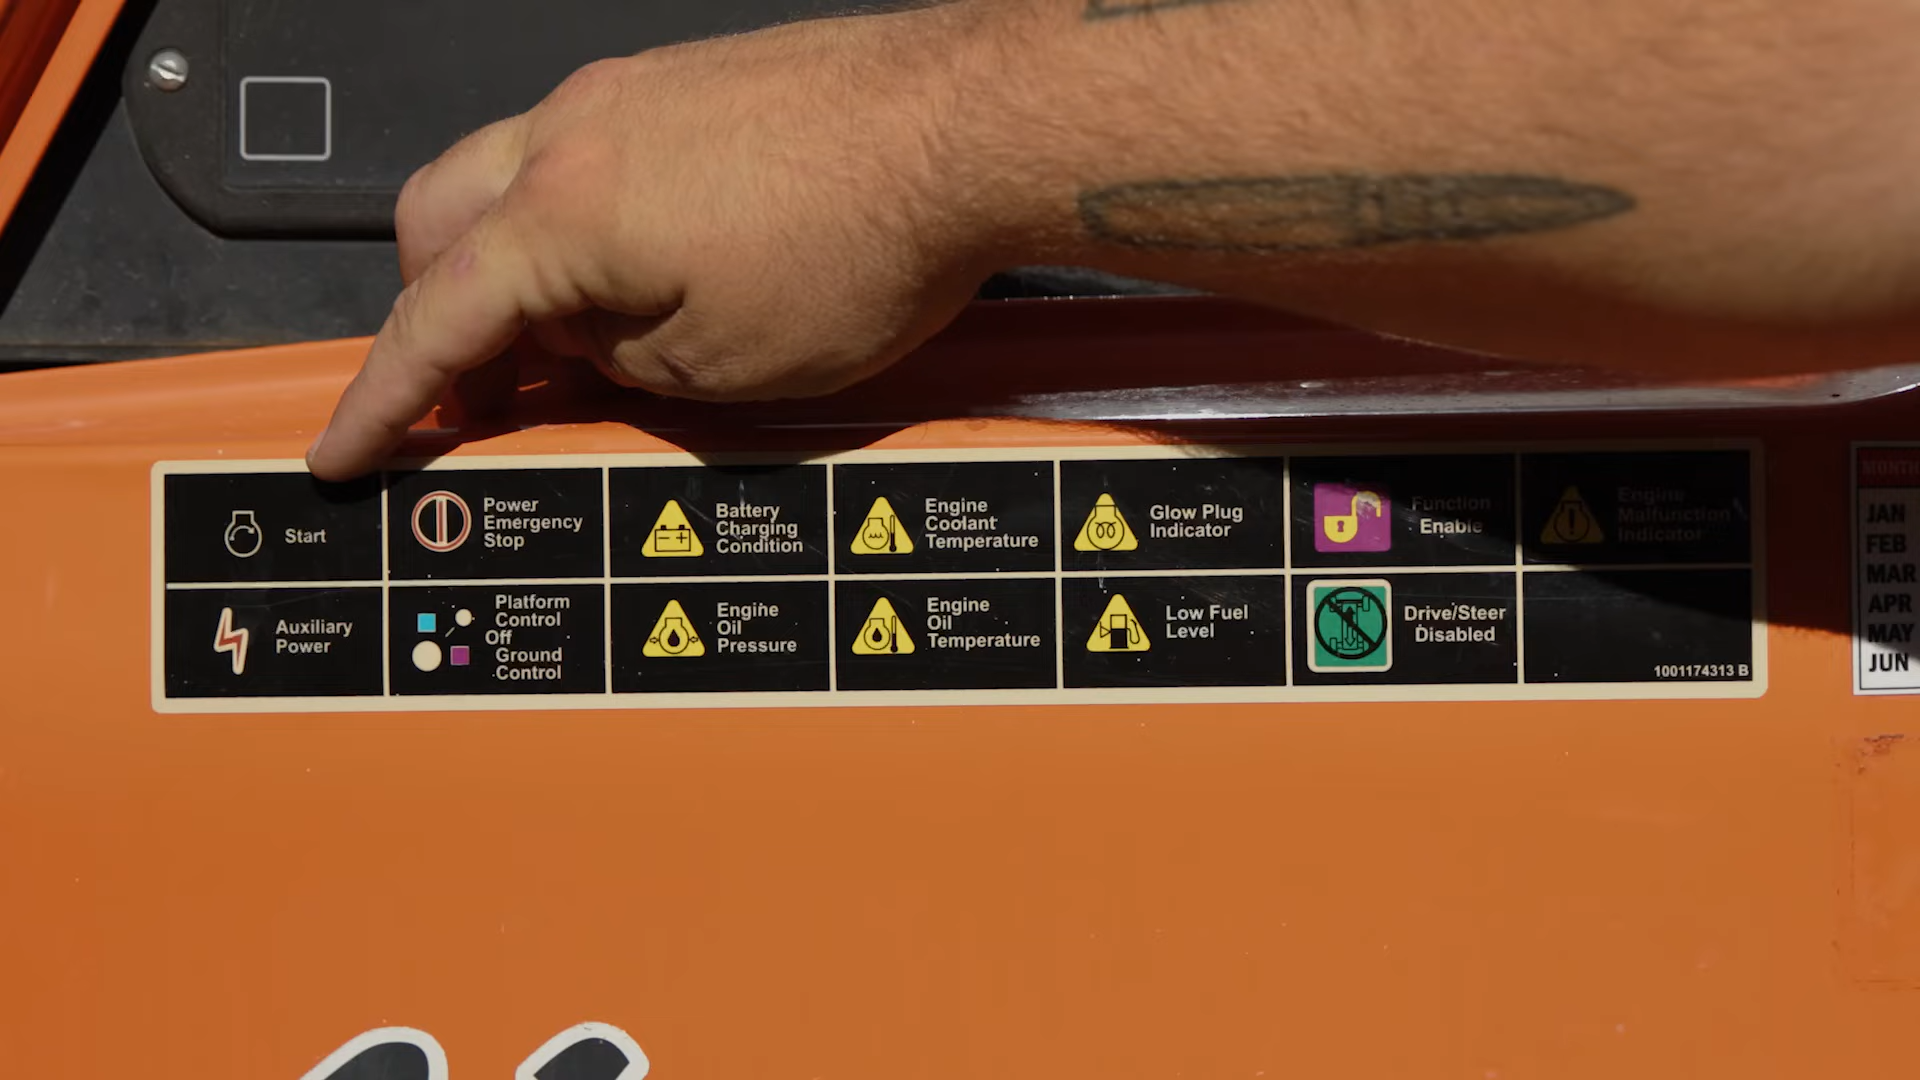 Start
Power
Emergency
Stop
Battery
Charging
Condition
Engine
Coolant
Temperature
Glow Plug
Indicator
Function
Enable
Engine
Malfunction
Indicator
Auxiliary
Power
Platform
Control
Off
Ground
Control
Engine
Oil
Pressure
Engine
Oil
Temperature
Low Fuel
Level
Drive/Steer
Disabled
1001174313 B
MONTH
JAN
FEB
MAR
APR
MAY
JUN